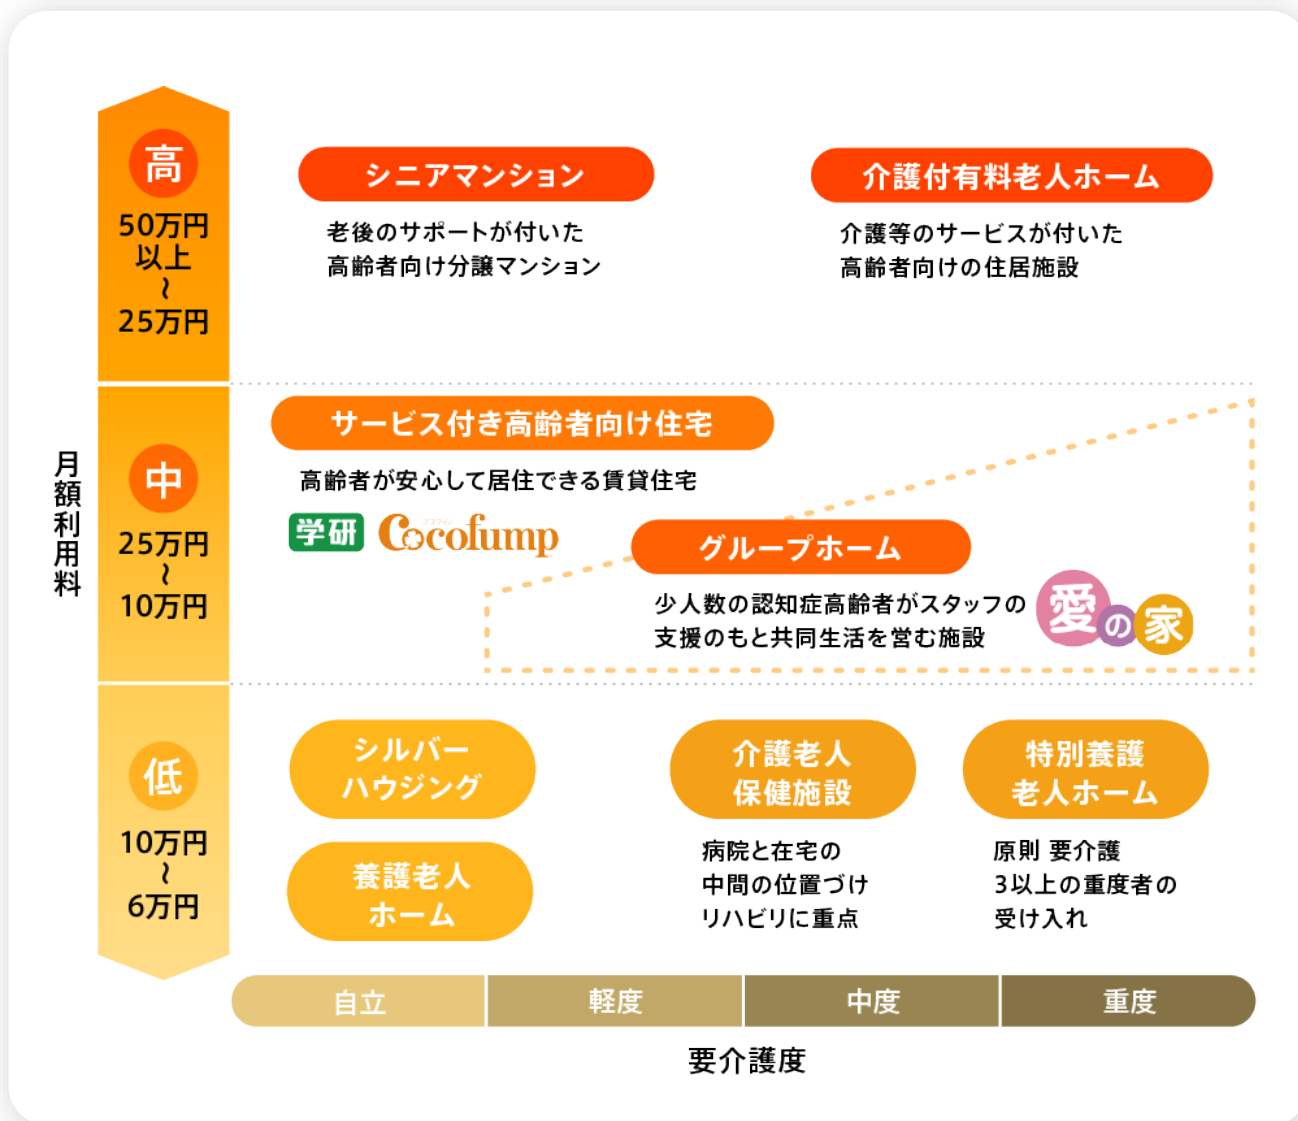 高
50万円
以上
~
25万円
シニアマンション
老後のサポートが付いた
高齢者向け分譲マンション
介護付有料老人ホーム
介護等のサービスが付いた
高齢者向けの住居施設
月額利用料
中
25万円
~
10万円
サービス付き高齢者向け住宅
高齢者が安心して居住できる賃貸住宅
学研
ココファン
Cocofump
グループホーム
少人数の認知症高齢者がスタッフの
支援のもと共同生活を営む施設
愛の家
低
10万円
~
6万円
シルバー
ハウジング
養護老人
ホーム
介護老人
保健施設
病院と在宅の
中間の位置づけ
リハビリに重点
特別養護
老人ホーム
原則 要介護
3以上の重度者の
受け入れ
自立
軽度
中度
重度
要介護度